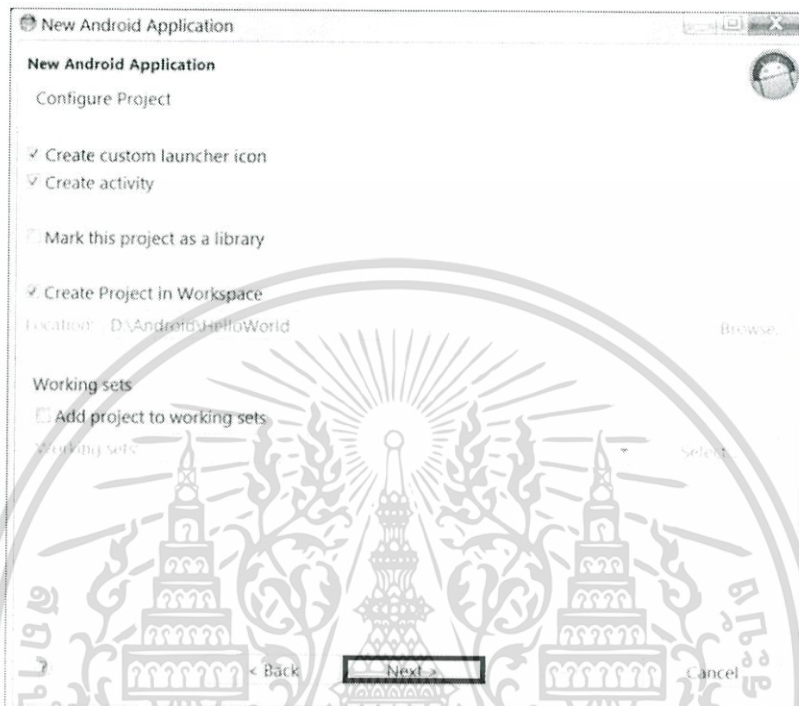 New Android Application
New Android Application
Configure Project
Create custom launcher icon
Create activity
Mark this project as a library
Create Project in Workspace
Location: D:\Android\HelloWorld Browse...
Working sets
Add project to working sets
Working sets: Select...
? < Back Next > Cancel